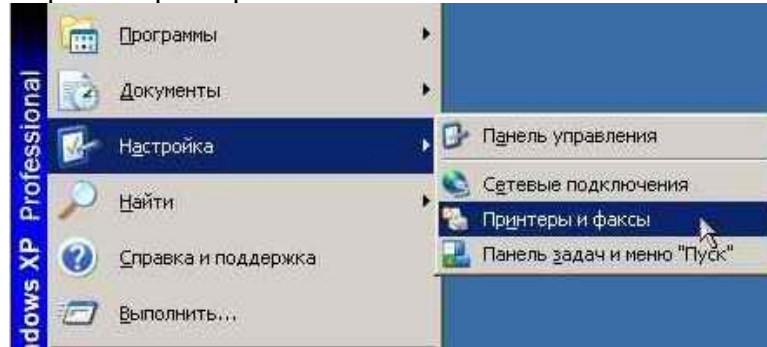 Программы
Документы
Настройка
Найти
Справка и поддержка
Выполнить...
Панель управления
Сетевые подключения
Принтеры и факсы
Панель задач и меню "Пуск"
dows XP Professional